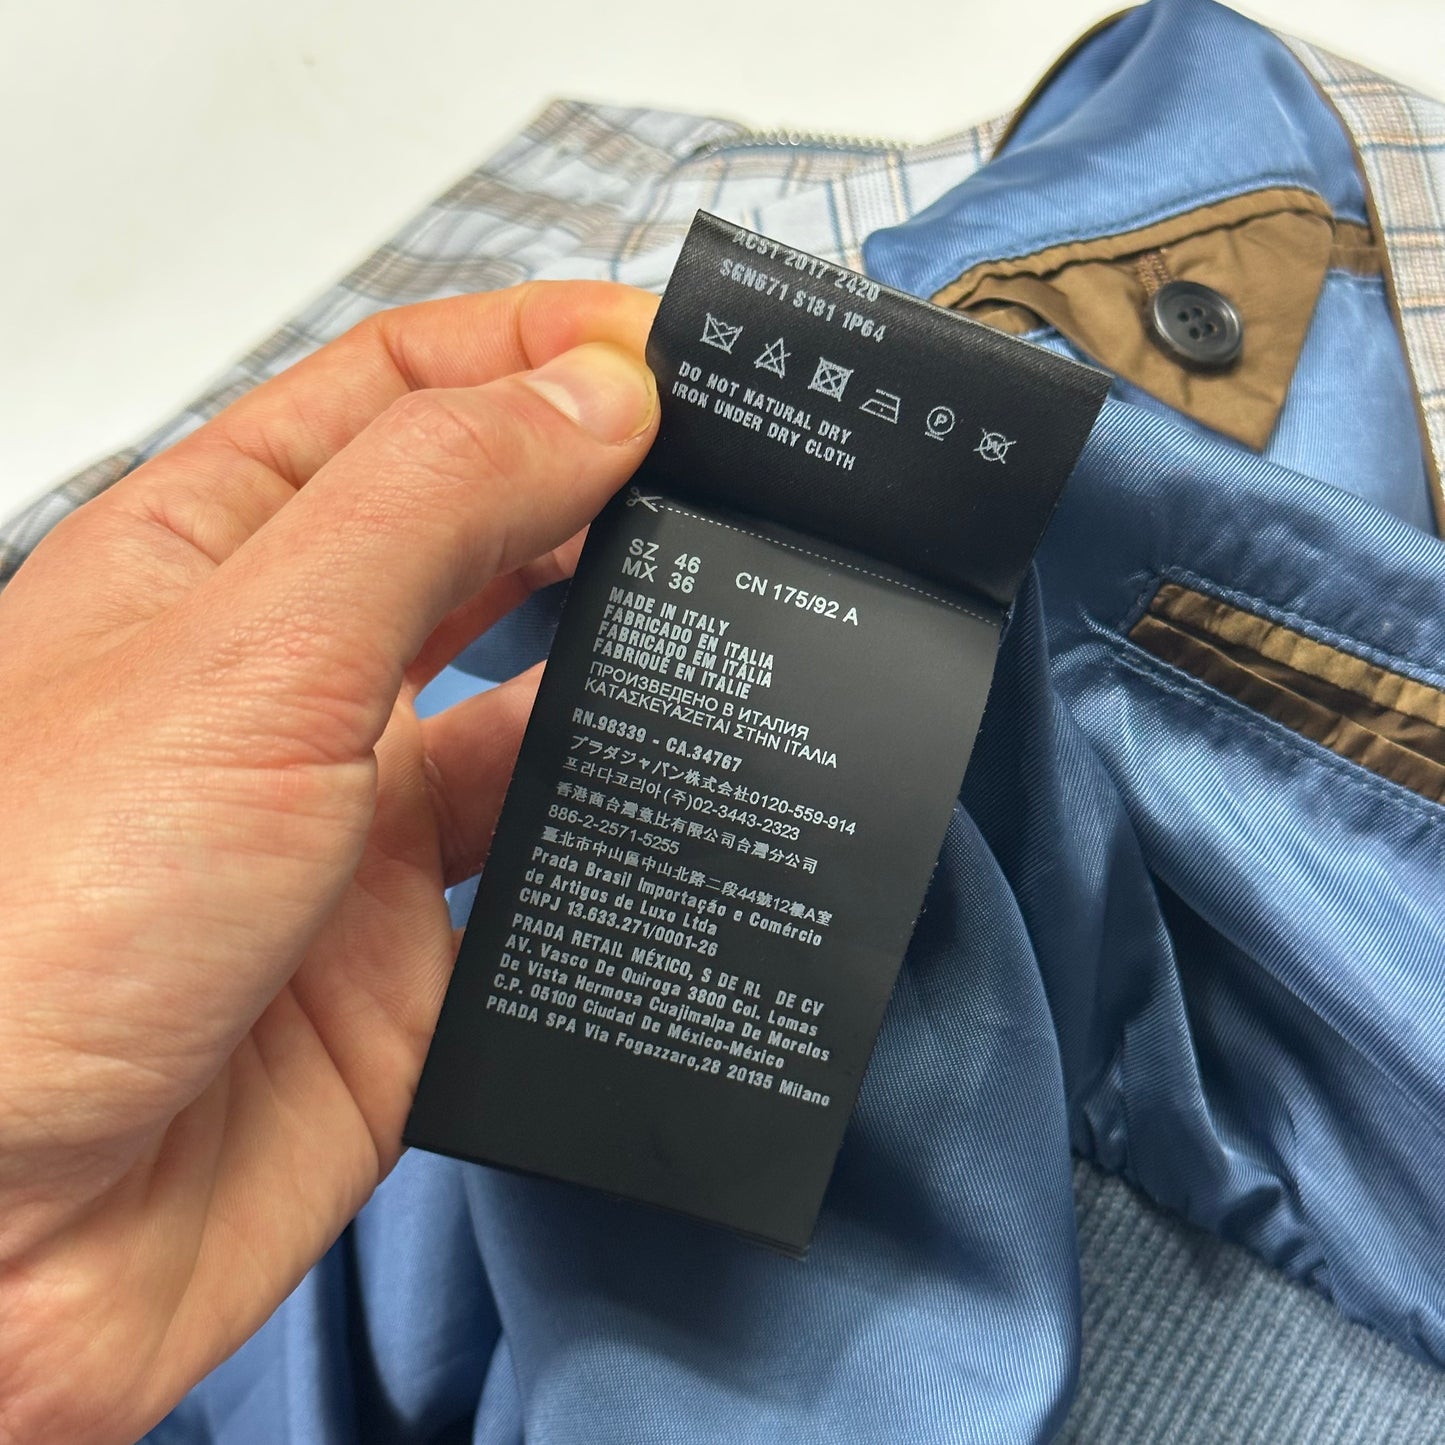 ACS1 2017 2420
SGN671 S181 1P64
P
W
DO NOT NATURAL DRY
IRON UNDER DRY CLOTH
SZ 46
MX 36
CN 175/92 A
MADE IN ITALY
FABRICADO EN ITALIA
FABRICADO EM ITÁLIA
FABRIQUÉ EN ITALIE
ПРОИЗВЕДЕНО В ИТАЛИЯ
ΚΑΤΑΣΚΕΥΑΖΕΤΑΙ ΣΤΗΝ ΙΤΑΛΙΑ
RN.98339 - CA.34767
プラダジャパン株式会社0120-559-914
프라다코리아(주)02-3443-2323
香港商台灣意比有限公司台灣分公司
886-2-2571-5255
臺北市中山區中山北路二段44號12樓A室
Prada Brasil Importação e Comércio
de Artigos de Luxo Ltda
CNPJ 13.633.271/0001-26
PRADA RETAIL MÉXICO, S DE RL DE CV
AV. Vasco De Quiroga 3800 Col. Lomas
De Vista Hermosa Cuajimalpa De Morelos
C.P. 05100 Ciudad De México-México
PRADA SPA Via Fogazzaro,28 20135 Milano